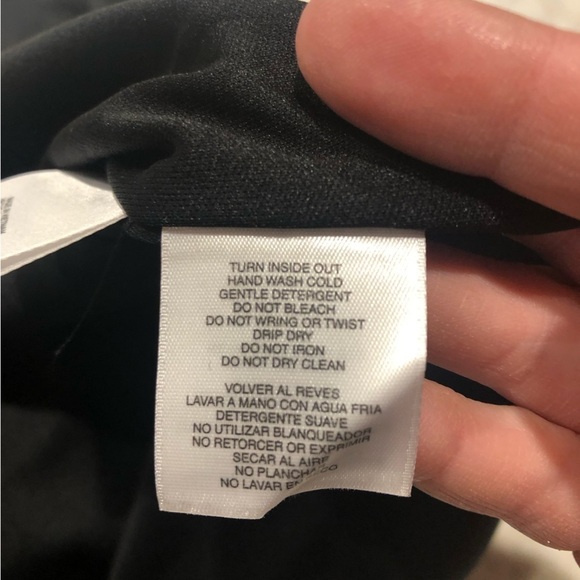 TURN INSIDE OUT
HAND WASH COLD
GENTLE DETERGENT
DO NOT BLEACH
DO NOT WRING OR TWIST
DRIP DRY
DO NOT IRON
DO NOT DRY CLEAN
VOLVER AL REVES
LAVAR A MANO CON AGUA FRIA
DETERGENTE SUAVE
NO UTILIZAR BLANQUEADOR
NO RETORCER OR EXPRIMIR
SECAR AL AIRE
NO PLANCHADO
NO LAVAR